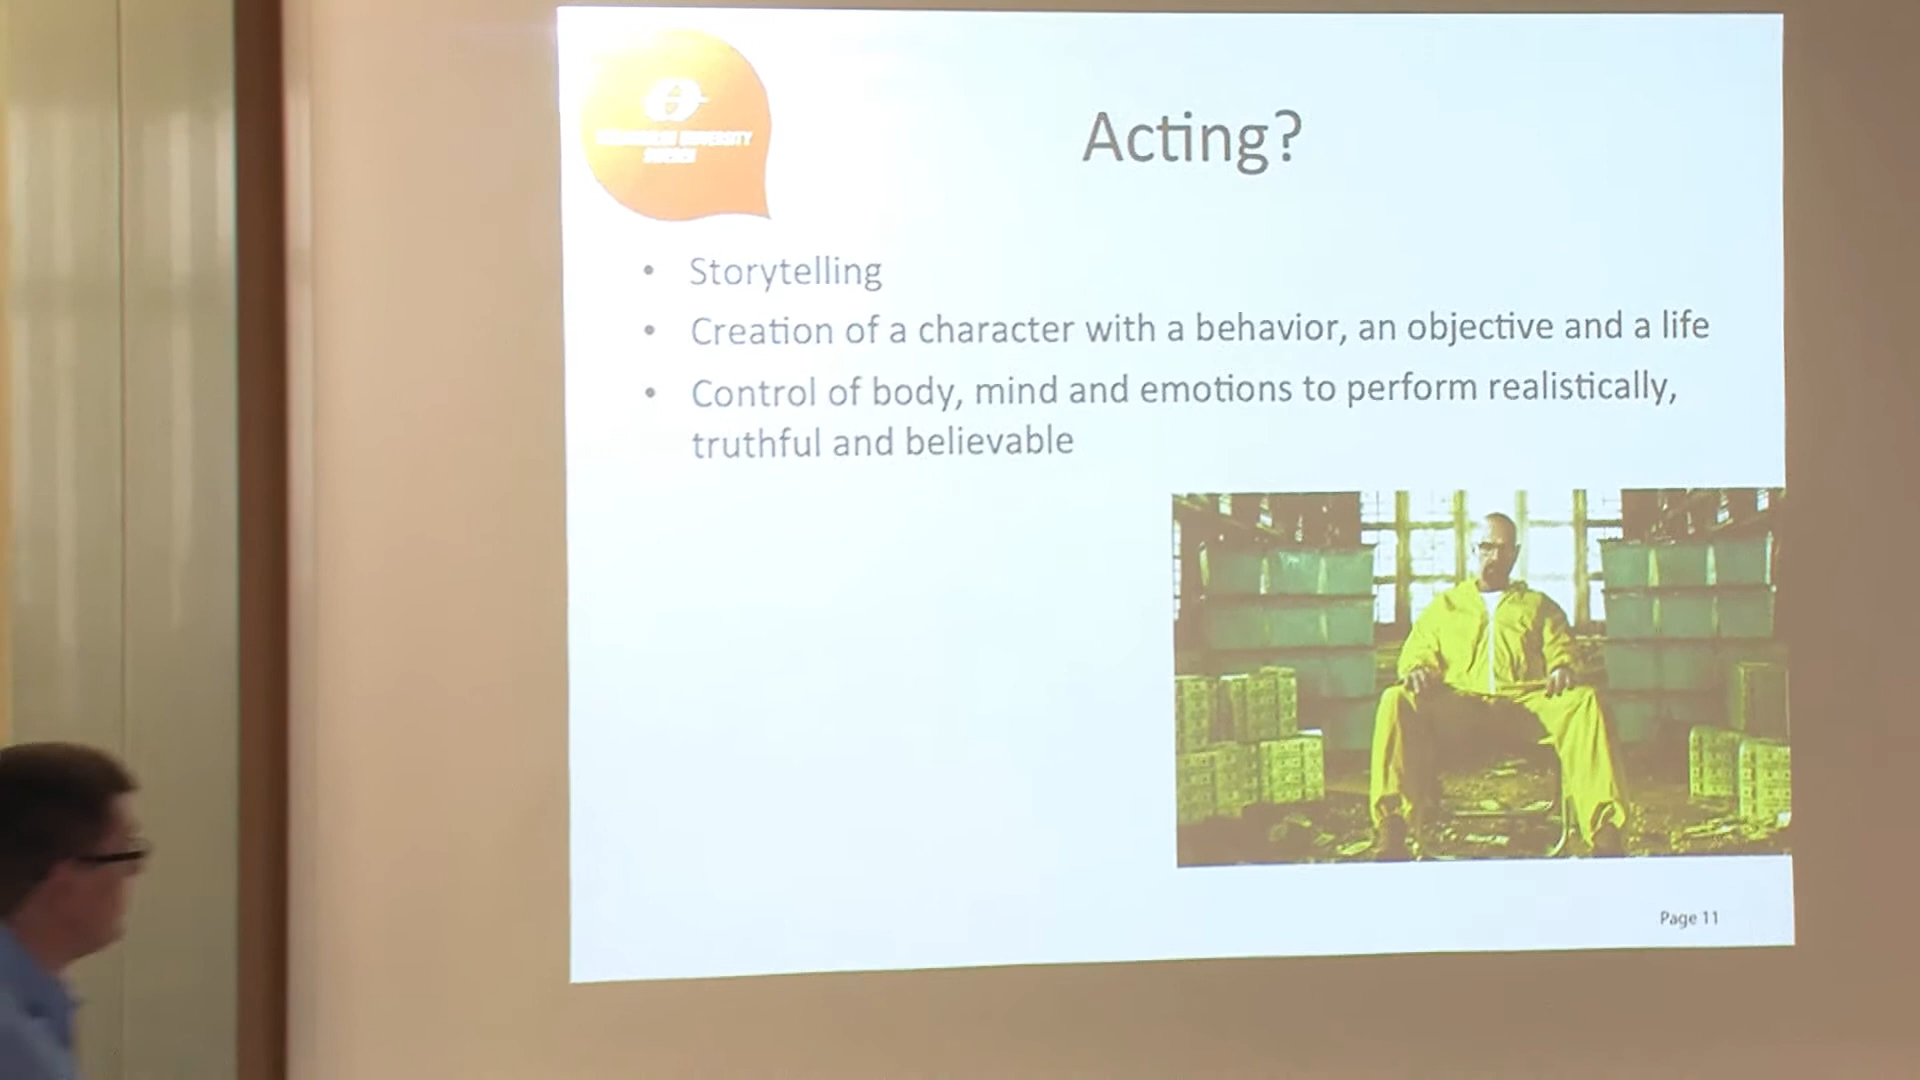 UNIVERSITY
Acting?
• Storytelling
• Creation of a character with a behavior, an objective and a life
• Control of body, mind and emotions to perform realistically,
truthful and believable
Page 11